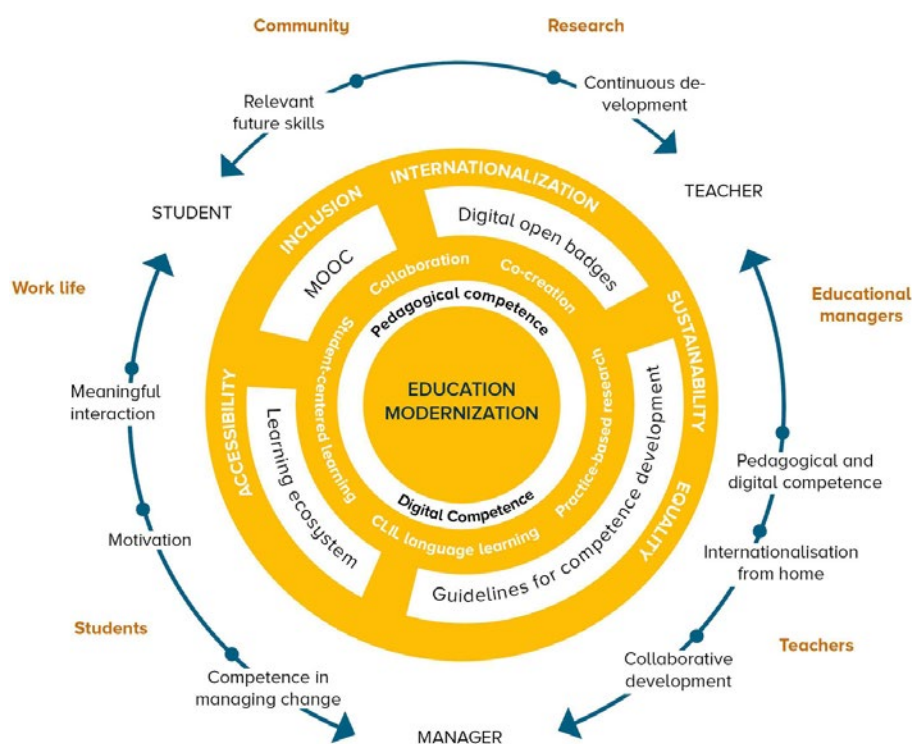 Community
Research
Relevant
future skills
Continuous de-
velopment
STUDENT
TEACHER
INTERNATIONALIZATION
INCLUSION
SUSTAINABILITY
EQUALITY
ACCESSIBILITY
MOOC
Digital open badges
Guidelines for competence development
Learning ecosystem
Collaboration
Co-creation
Practice-based research
CLIL language learning
Student-centered learning
Pedagogical competence
EDUCATION
MODERNIZATION
Digital Competence
Work life
Educational
managers
Meaningful
interaction
Pedagogical and
digital competence
Motivation
Internationalisation
from home
Students
Teachers
Competence in
managing change
Collaborative
development
MANAGER